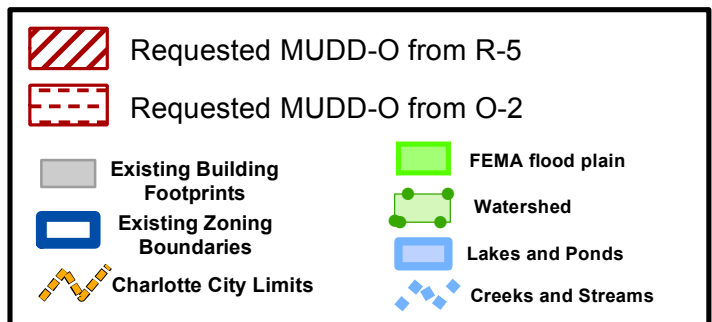 Requested MUDD-O from R-5
Requested MUDD-O from O-2
Existing Building
Footprints
Existing Zoning
Boundaries
Charlotte City Limits
FEMA flood plain
Watershed
Lakes and Ponds
Creeks and Streams